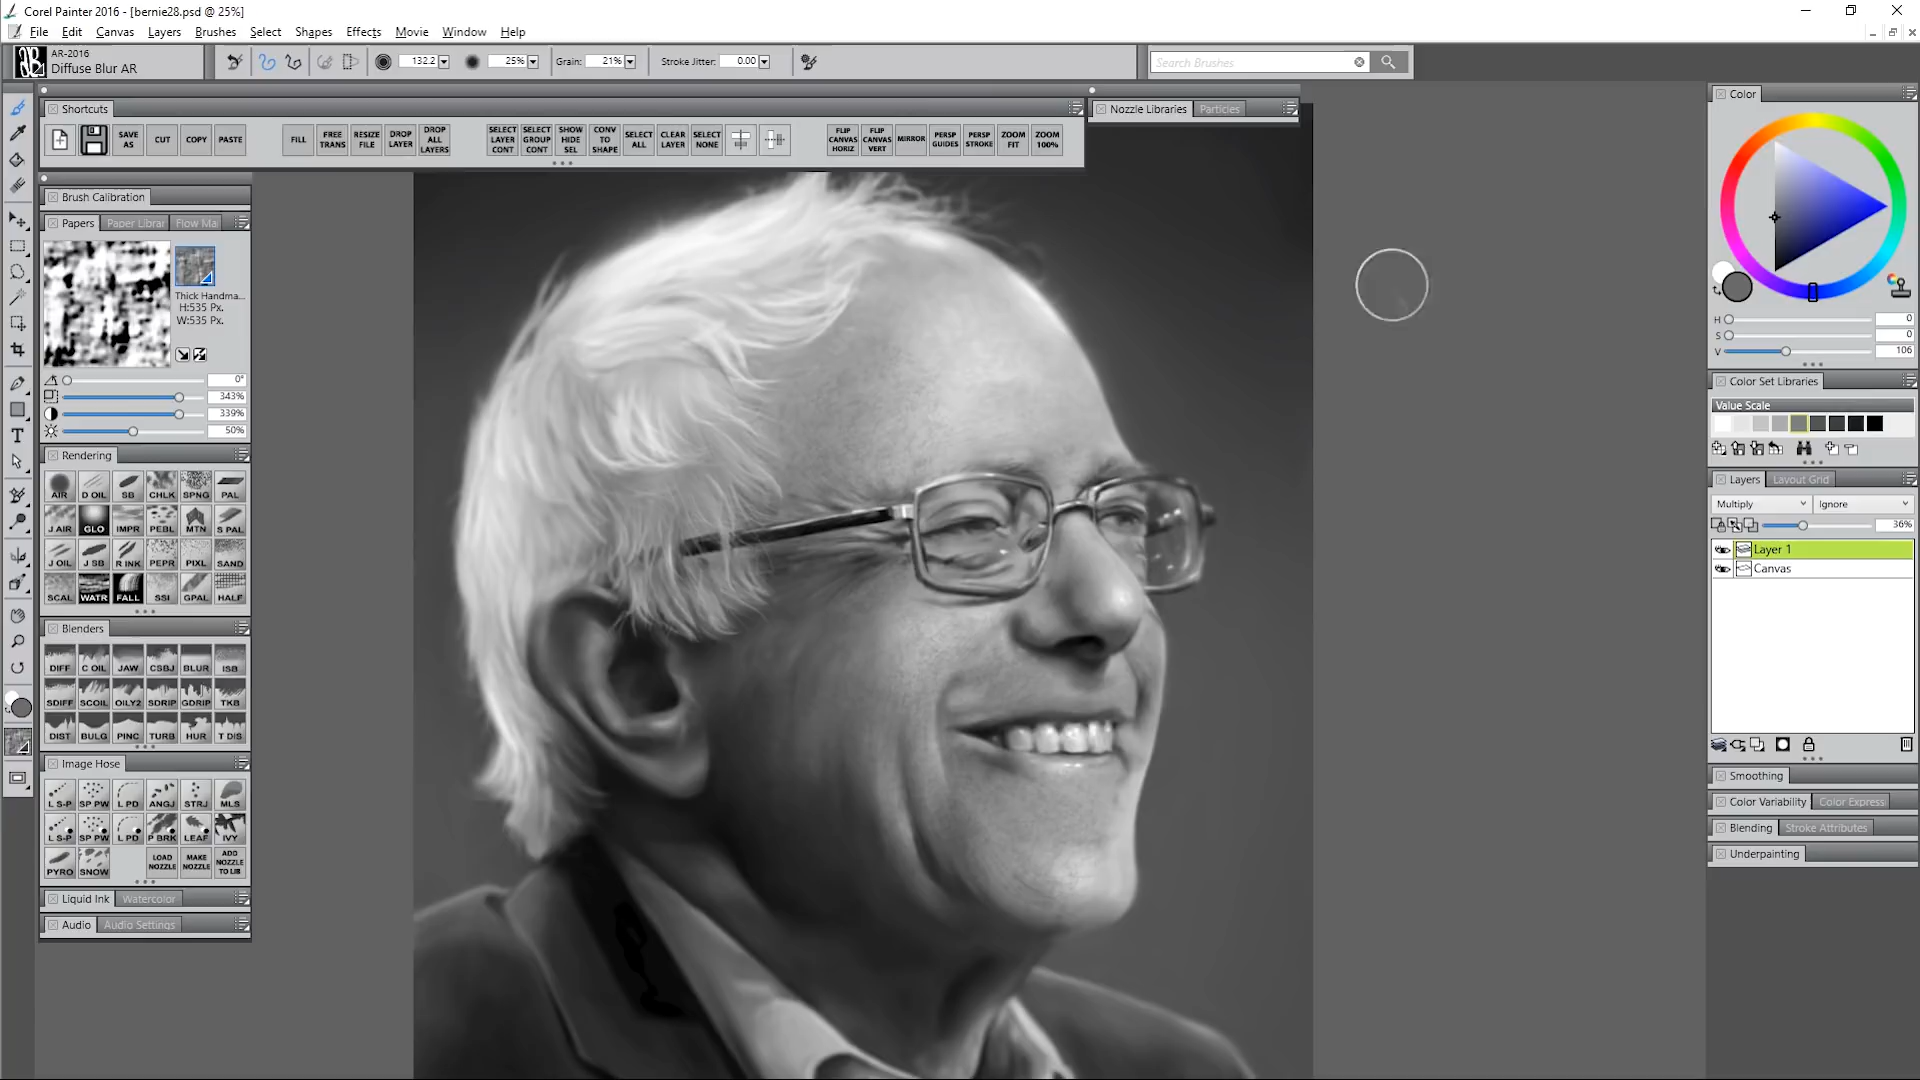 Corel Painter 2016 - [bernie28.psd @ 25%]
File Edit Canvas Layers Brushes Select Shapes Effects Movie Window Help
AR-2016
Diffuse Blur AR
132.2
25%
Grain: 21%
Stroke Jitter: 0.00
Search Brushes
Shortcuts
SAVE AS
CUT
COPY
PASTE
FILL
FREE TRANS
RESIZE FILE
DROP LAYER
DROP ALL LAYERS
SELECT LAYER CONT
SELECT GROUP CONT
SHOW HIDE SEL
CONV TO SHAPE
SELECT ALL
CLEAR LAYER
SELECT NONE
FLIP CANVAS HORIZ
FLIP CANVAS VERT
MIRROR
PERSP GUIDES
PERSP STROKE
ZOOM FIT
ZOOM 100%
Nozzle Libraries Particles
Brush Calibration
Papers Paper Librar Flow Ma
Thick Handma...
H:535 Px.
W:535 Px.
0°
343%
339%
50%
Rendering
AIR D OIL SB CHLK SPNG PAL
J AIR GLO IMPR PEBL MTN S PAL
J OIL J SB R INK PEPR PIXL SAND
SCAL WATR FALL SSI GPAL HALF
Blenders
DIFF C OIL JAW CSBJ BLUR ISB
SDIFF SCOIL OILY2 SDRIP GDRIP TKB
DIST BULG PINC TURB HUR T DIS
Image Hose
L S-P SP PW L PD ANGJ STRJ MLS
L S-P SP PW L PD P BRK LEAF IVY
PYRO SNOW LOAD NOZZLE MAKE NOZZLE ADD NOZZLE TO LIB
Liquid Ink Watercolor
Audio Audio Settings
Color
H 0
S 0
V 106
Color Set Libraries
Value Scale
Layers Layout Grid
Multiply Ignore
36%
Layer 1
Canvas
Smoothing
Color Variability Color Express
Blending Stroke Attributes
Underpainting